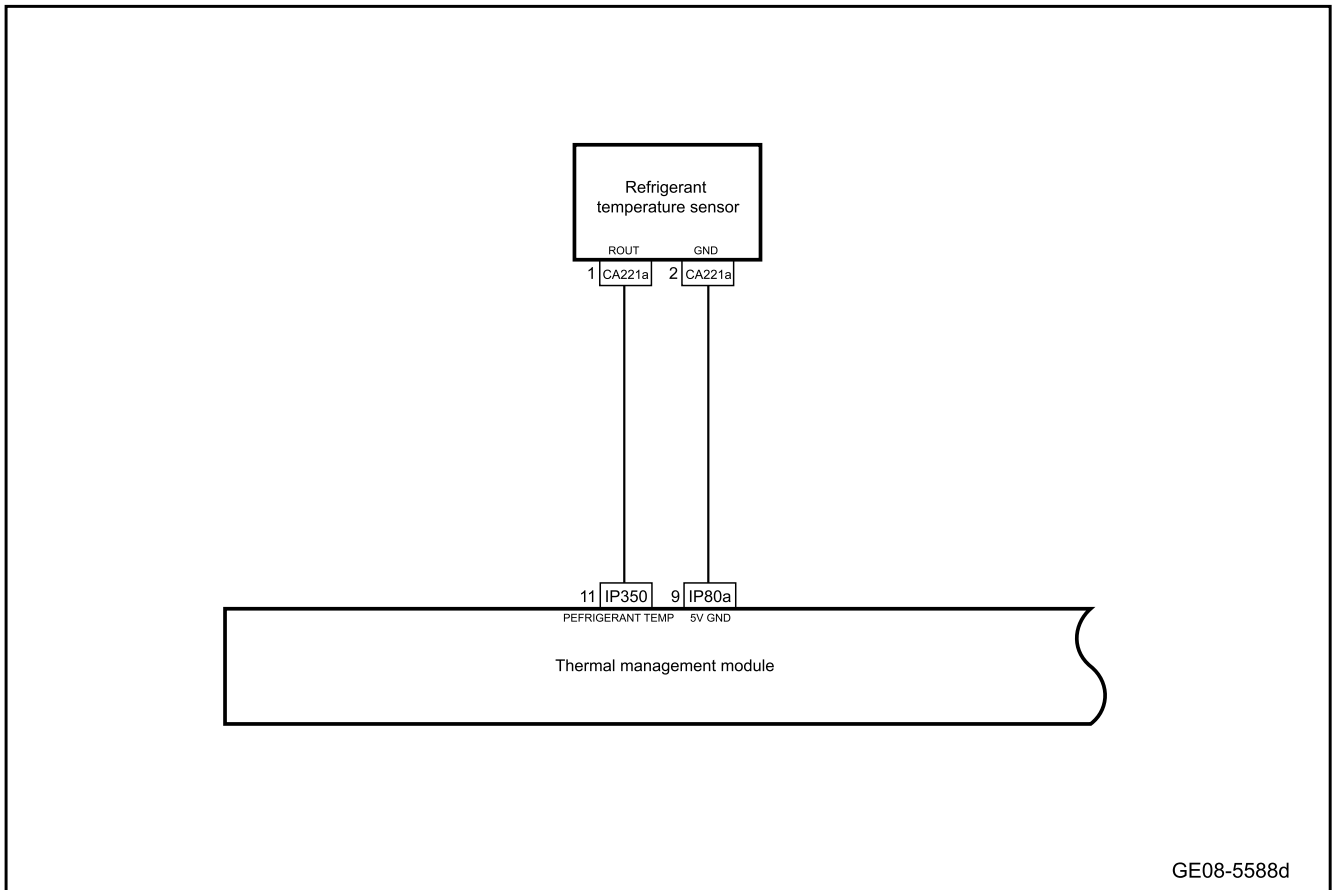 Refrigerant
temperature sensor
ROUT GND
1 CA221a 2 CA221a
11 IP350 9 IP80a
PEFRIGERANT TEMP 5V GND
Thermal management module
GE08-5588d